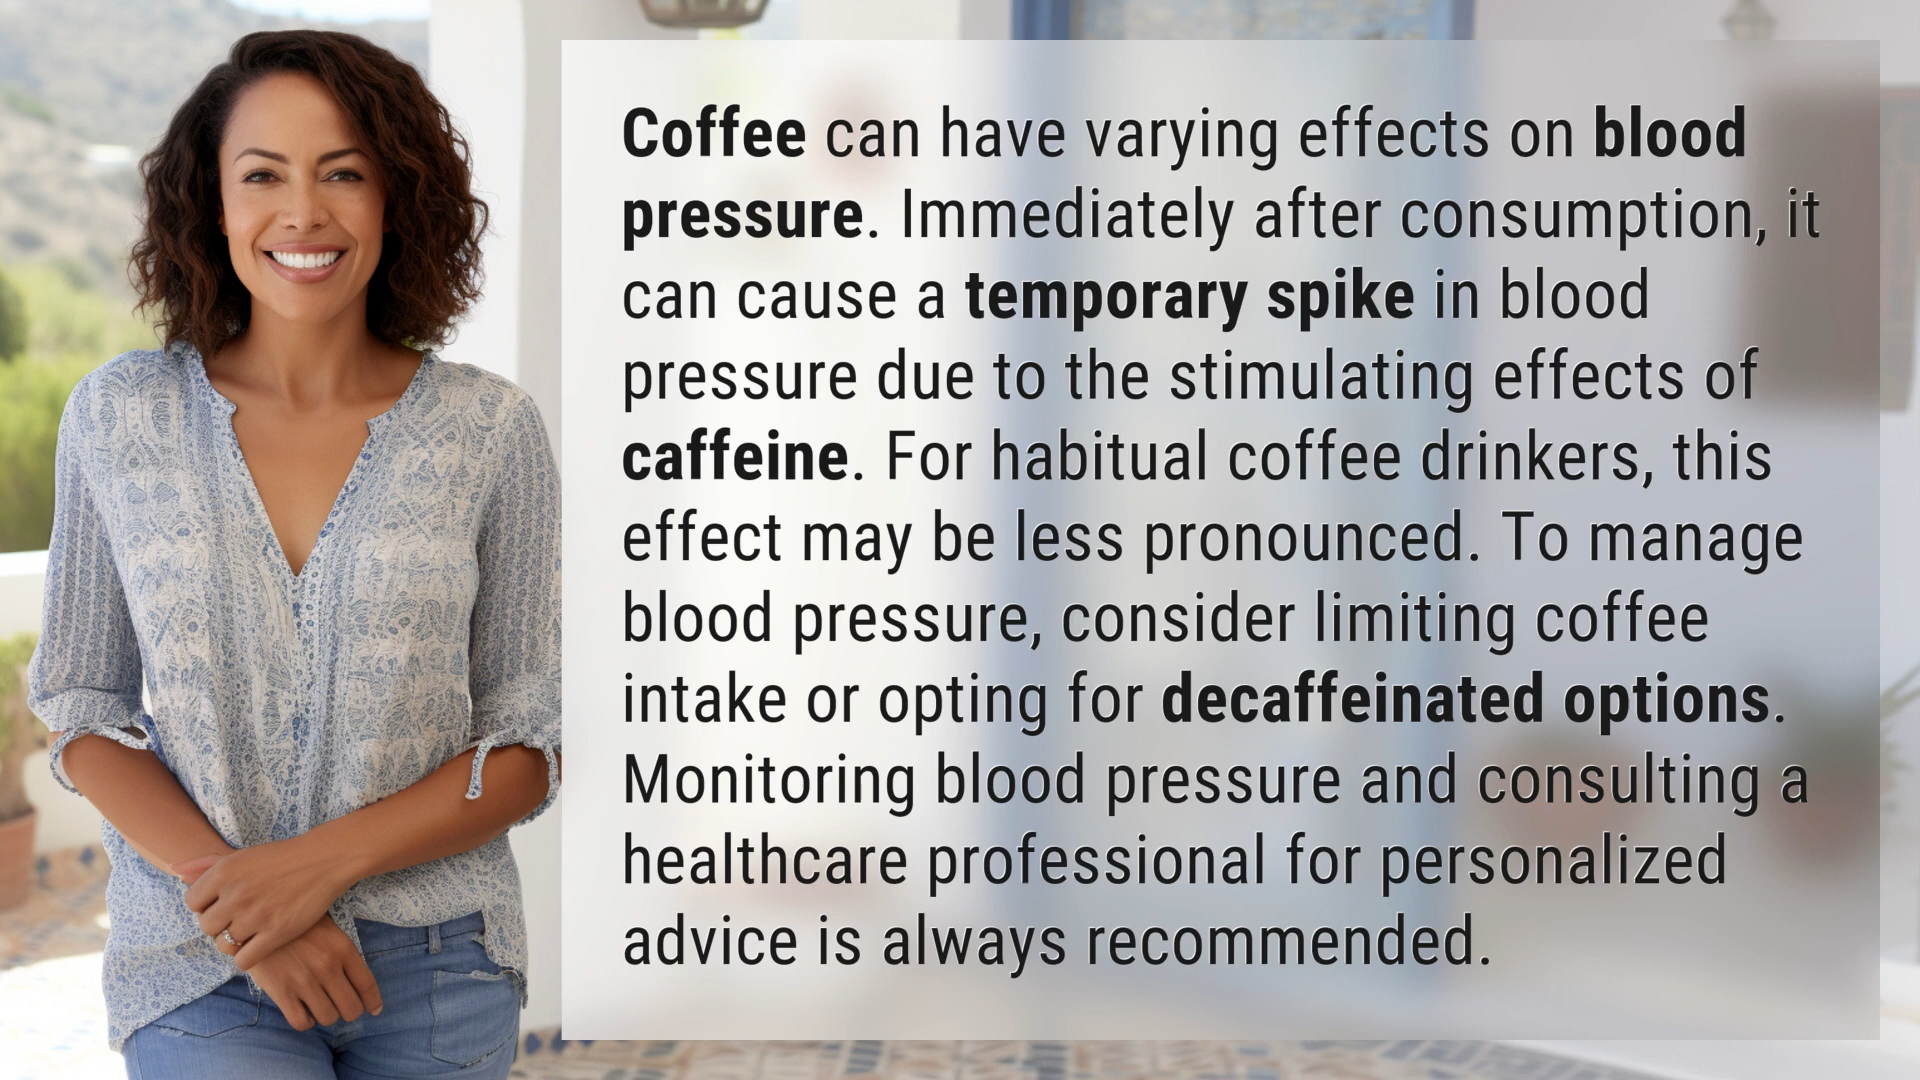 Coffee can have varying effects on blood
pressure. Immediately after consumption, it
can cause a temporary spike in blood
pressure due to the stimulating effects of
caffeine. For habitual coffee drinkers, this
effect may be less pronounced. To manage
blood pressure, consider limiting coffee
intake or opting for decaffeinated options.
Monitoring blood pressure and consulting a
healthcare professional for personalized
advice is always recommended.